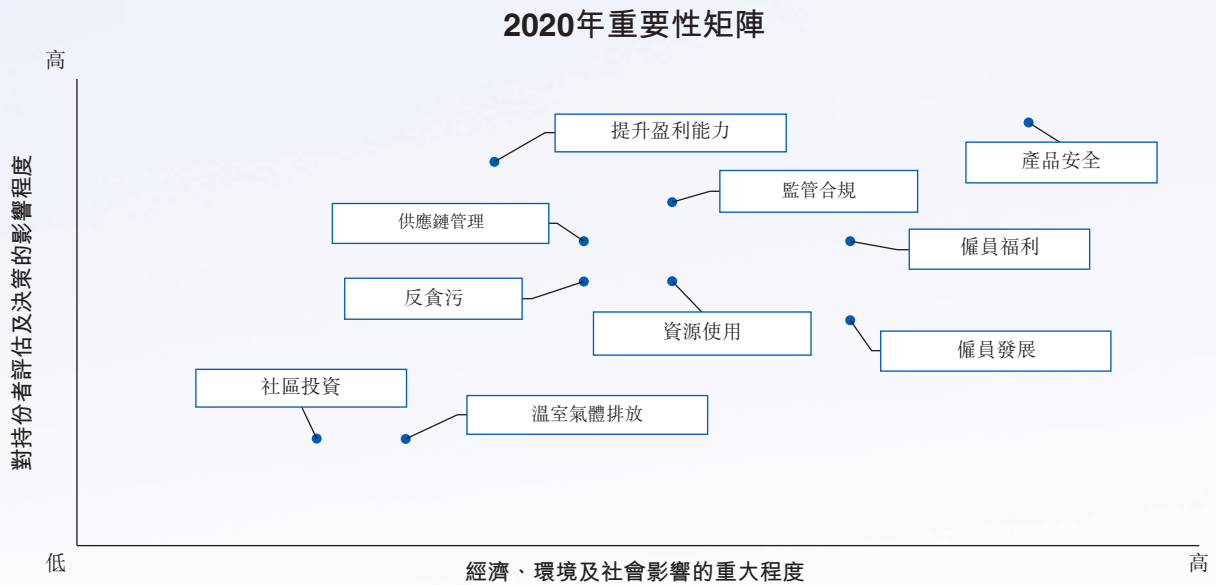 2020年重要性矩陣
高
對持份者評估及決策的影響程度
提升盈利能力
產品安全
監管合規
供應鏈管理
僱員福利
反貪污
資源使用
僱員發展
社區投資
溫室氣體排放
低
經濟、環境及社會影響的重大程度
高